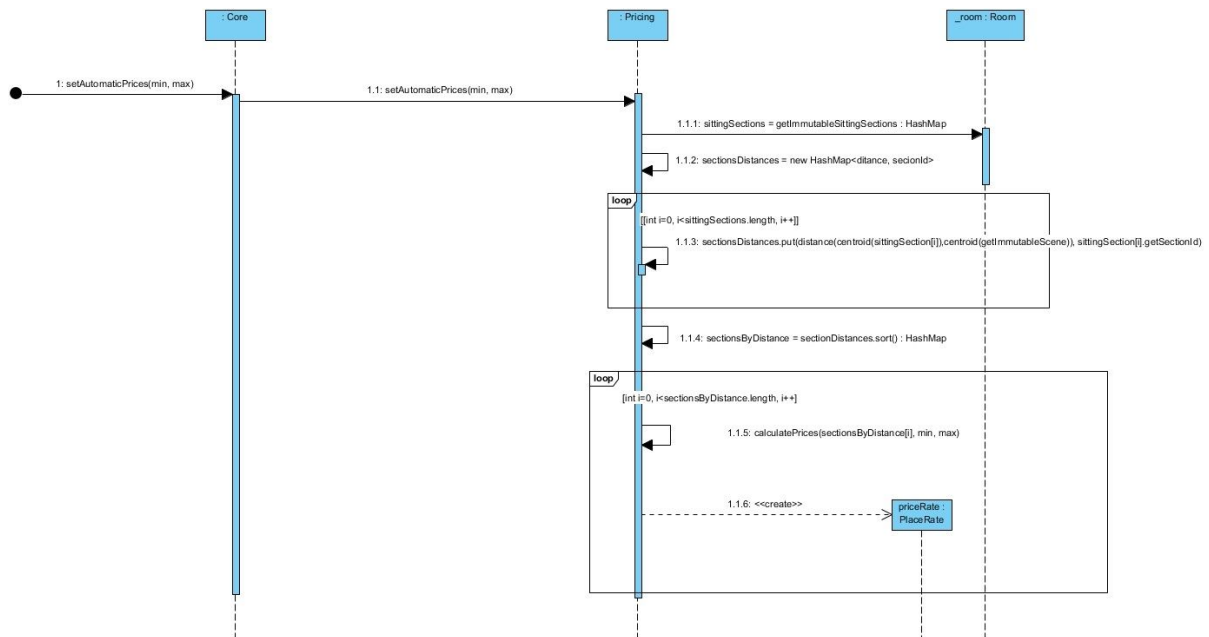 : Core
: Pricing
_room : Room
1: setAutomaticPrices(min, max)
1.1: setAutomaticPrices(min, max)
1.1.1: sittingSections = getImmutableSittingSections : HashMap
1.1.2: sectionsDistances = new HashMap<ditance, secionId>
loop
[[int i=0, i<sittingSections.length, i++]]
1.1.3: sectionsDistances.put(distance(centroid(sittingSection[i]),centroid(getImmutableScene)), sittingSection[i].getSectionId)
1.1.4: sectionsByDistance = sectionDistances.sort() : HashMap
loop
[int i=0, i<sectionsByDistance.length, i++]
1.1.5: calculatePrices(sectionsByDistance[i], min, max)
1.1.6: <<create>>
priceRate :
PlaceRate